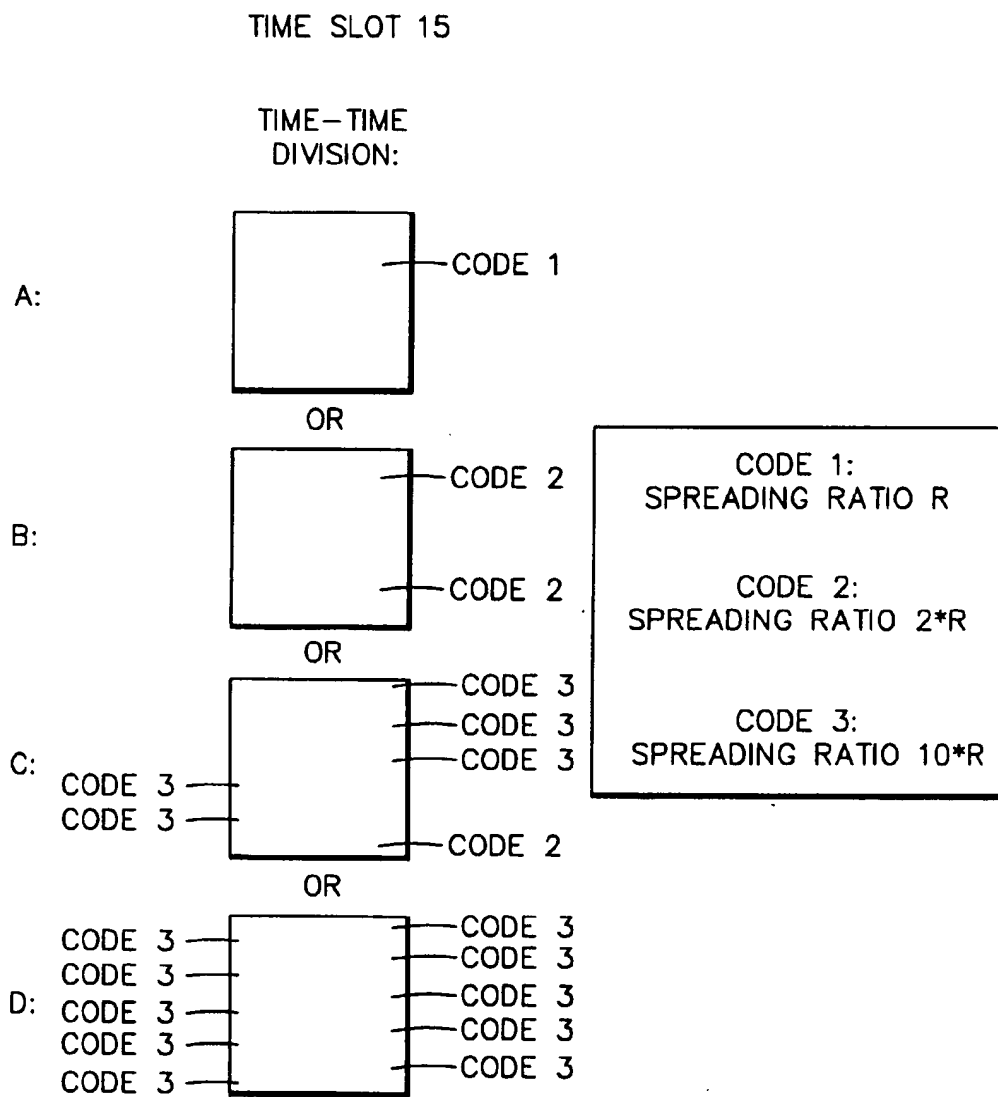 TIME SLOT 15
TIME-TIME
DIVISION:
A:
CODE 1
OR
B:
CODE 2
CODE 2
OR
C:
CODE 3
CODE 3
CODE 3
CODE 3
CODE 3
CODE 2
OR
D:
CODE 3
CODE 3
CODE 3
CODE 3
CODE 3
CODE 3
CODE 3
CODE 3
CODE 3
CODE 3
CODE 1:
SPREADING RATIO R
CODE 2:
SPREADING RATIO 2*R
CODE 3:
SPREADING RATIO 10*R